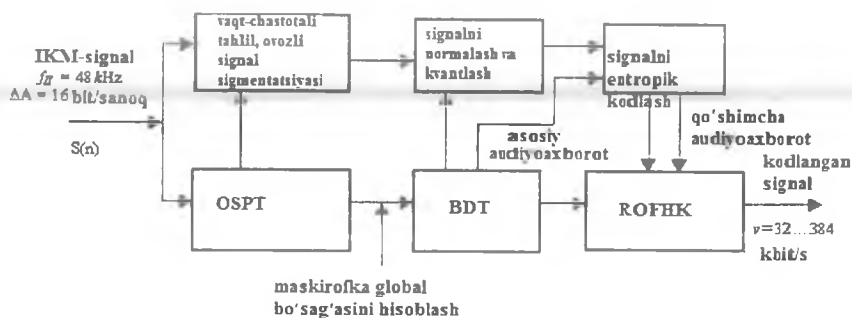 IKM-signal
fд = 48 kHz
ΔA = 16 bit/sanoq
S(n)
vaqt-chastotali
tahlil, ovozli
signal
sigmentatsiyasi
signalni
normalash va
kvantlash
signalni
entropik
kodlash
asosiy
audiyoaxborot
qo'shimcha
audiyoaxborot
kodlangan
signal
OSPT
BDT
ROFHK
v=32...384
kbit/s
maskirofka global
bo'sag'asini hisoblash